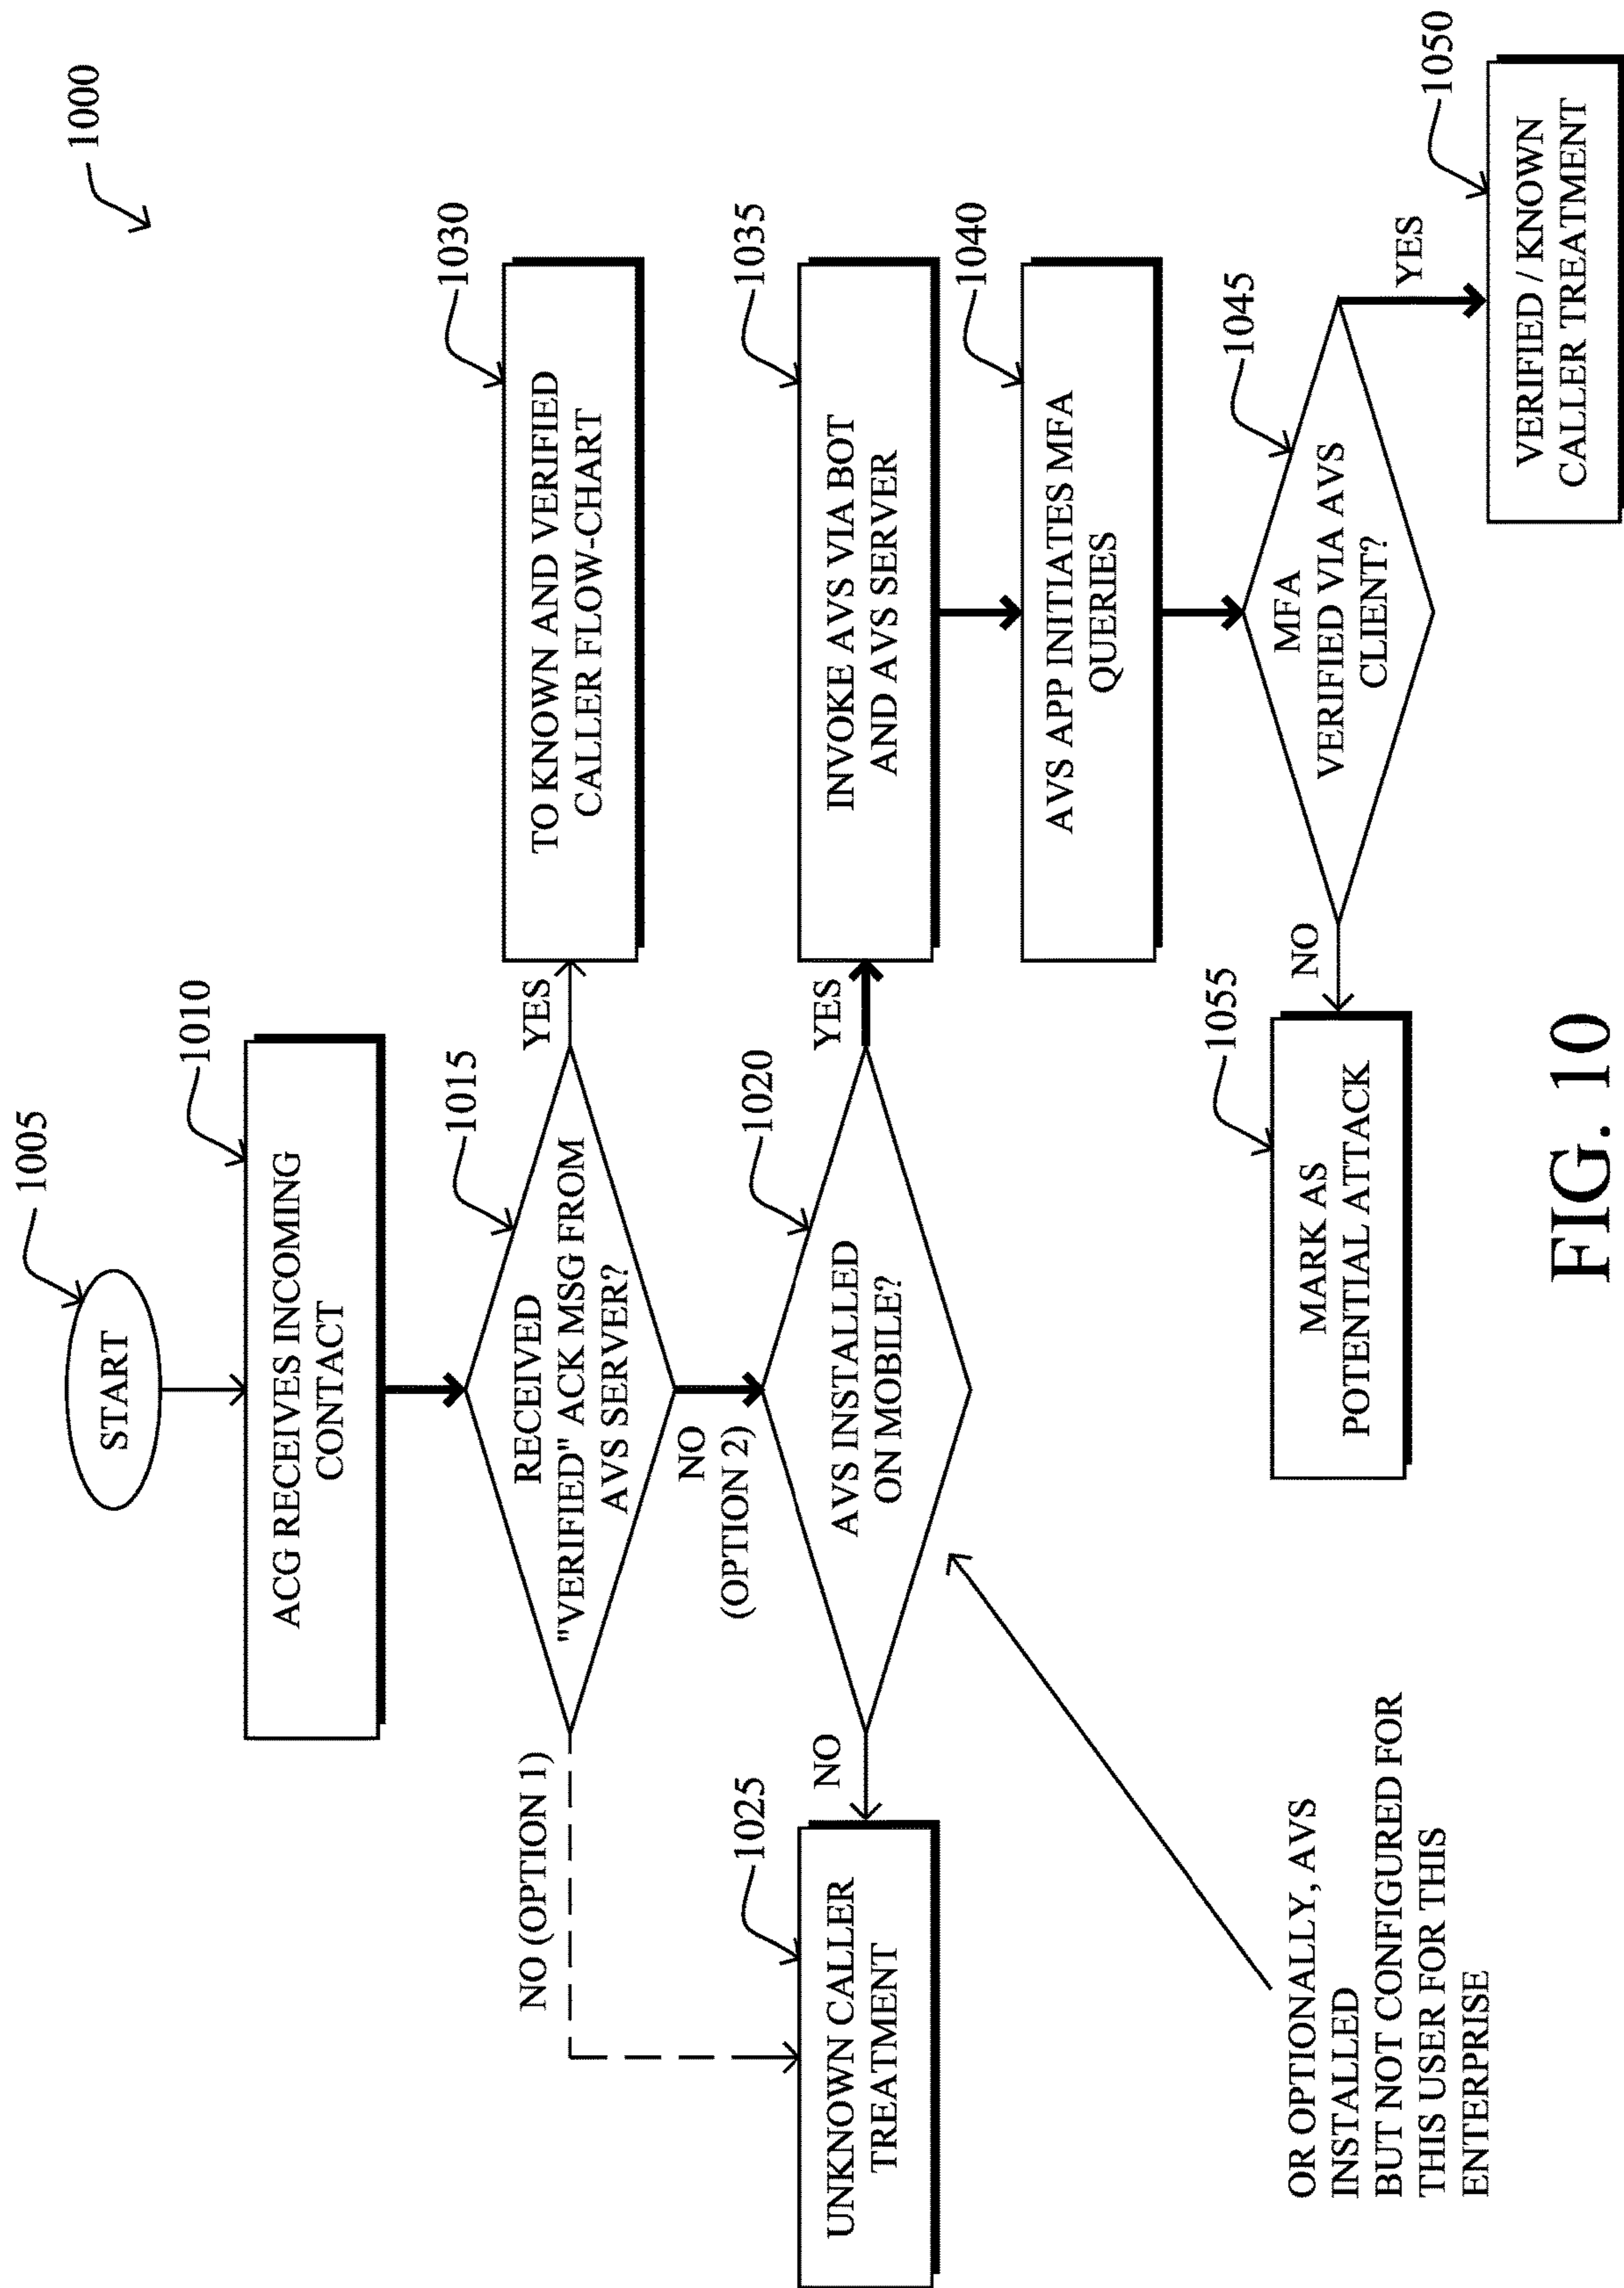 1000
1005
START
1010
ACG RECEIVES INCOMING
CONTACT
1015
RECEIVED
"VERIFIED" ACK MSG FROM
AVS SERVER?
YES
1030
TO KNOWN AND VERIFIED
CALLER FLOW-CHART
NO (OPTION 1)
NO
(OPTION 2)
1020
AVS INSTALLED
ON MOBILE?
NO
1025
UNKNOWN CALLER
TREATMENT
YES
1035
INVOKE AVS VIA BOT
AND AVS SERVER
1040
AVS APP INITIATES MFA
QUERIES
1045
MFA
VERIFIED VIA AVS
CLIENT?
YES
1050
VERIFIED / KNOWN
CALLER TREATMENT
NO
1055
MARK AS
POTENTIAL ATTACK
OR OPTIONALLY, AVS
INSTALLED
BUT NOT CONFIGURED FOR
THIS USER FOR THIS
ENTERPRISE
FIG. 10